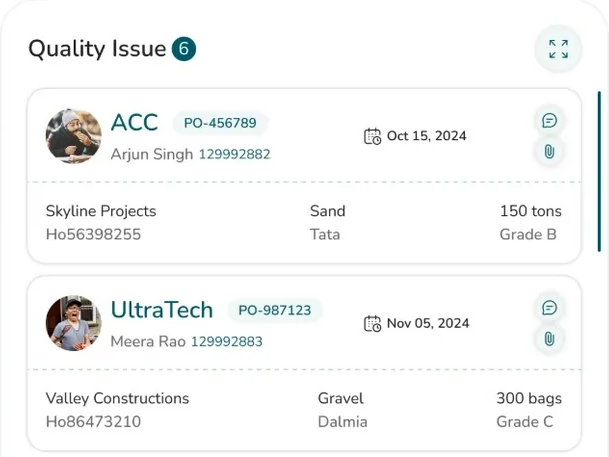 Quality Issue 6
ACC PO-456789
Oct 15, 2024
Arjun Singh 129992882
Skyline Projects Sand 150 tons
Ho56398255 Tata Grade B
UltraTech PO-987123
Nov 05, 2024
Meera Rao 129992883
Valley Constructions Gravel 300 bags
Ho86473210 Dalmia Grade C